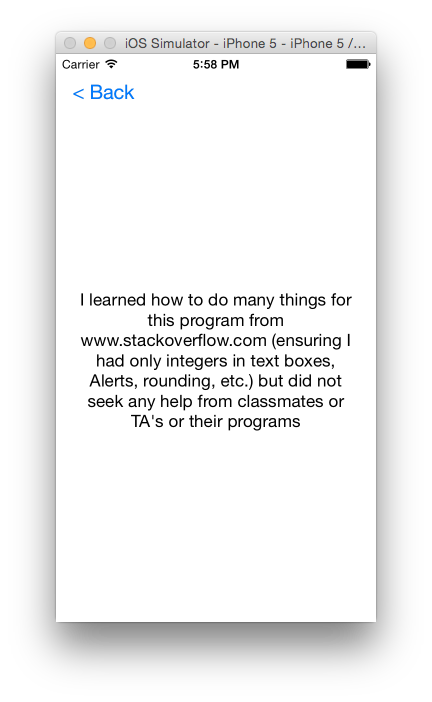 iOS Simulator - iPhone 5 - iPhone 5 /...
Carrier 5:58 PM
< Back
I learned how to do many things for
this program from
www.stackoverflow.com (ensuring I
had only integers in text boxes,
Alerts, rounding, etc.) but did not
seek any help from classmates or
TA's or their programs